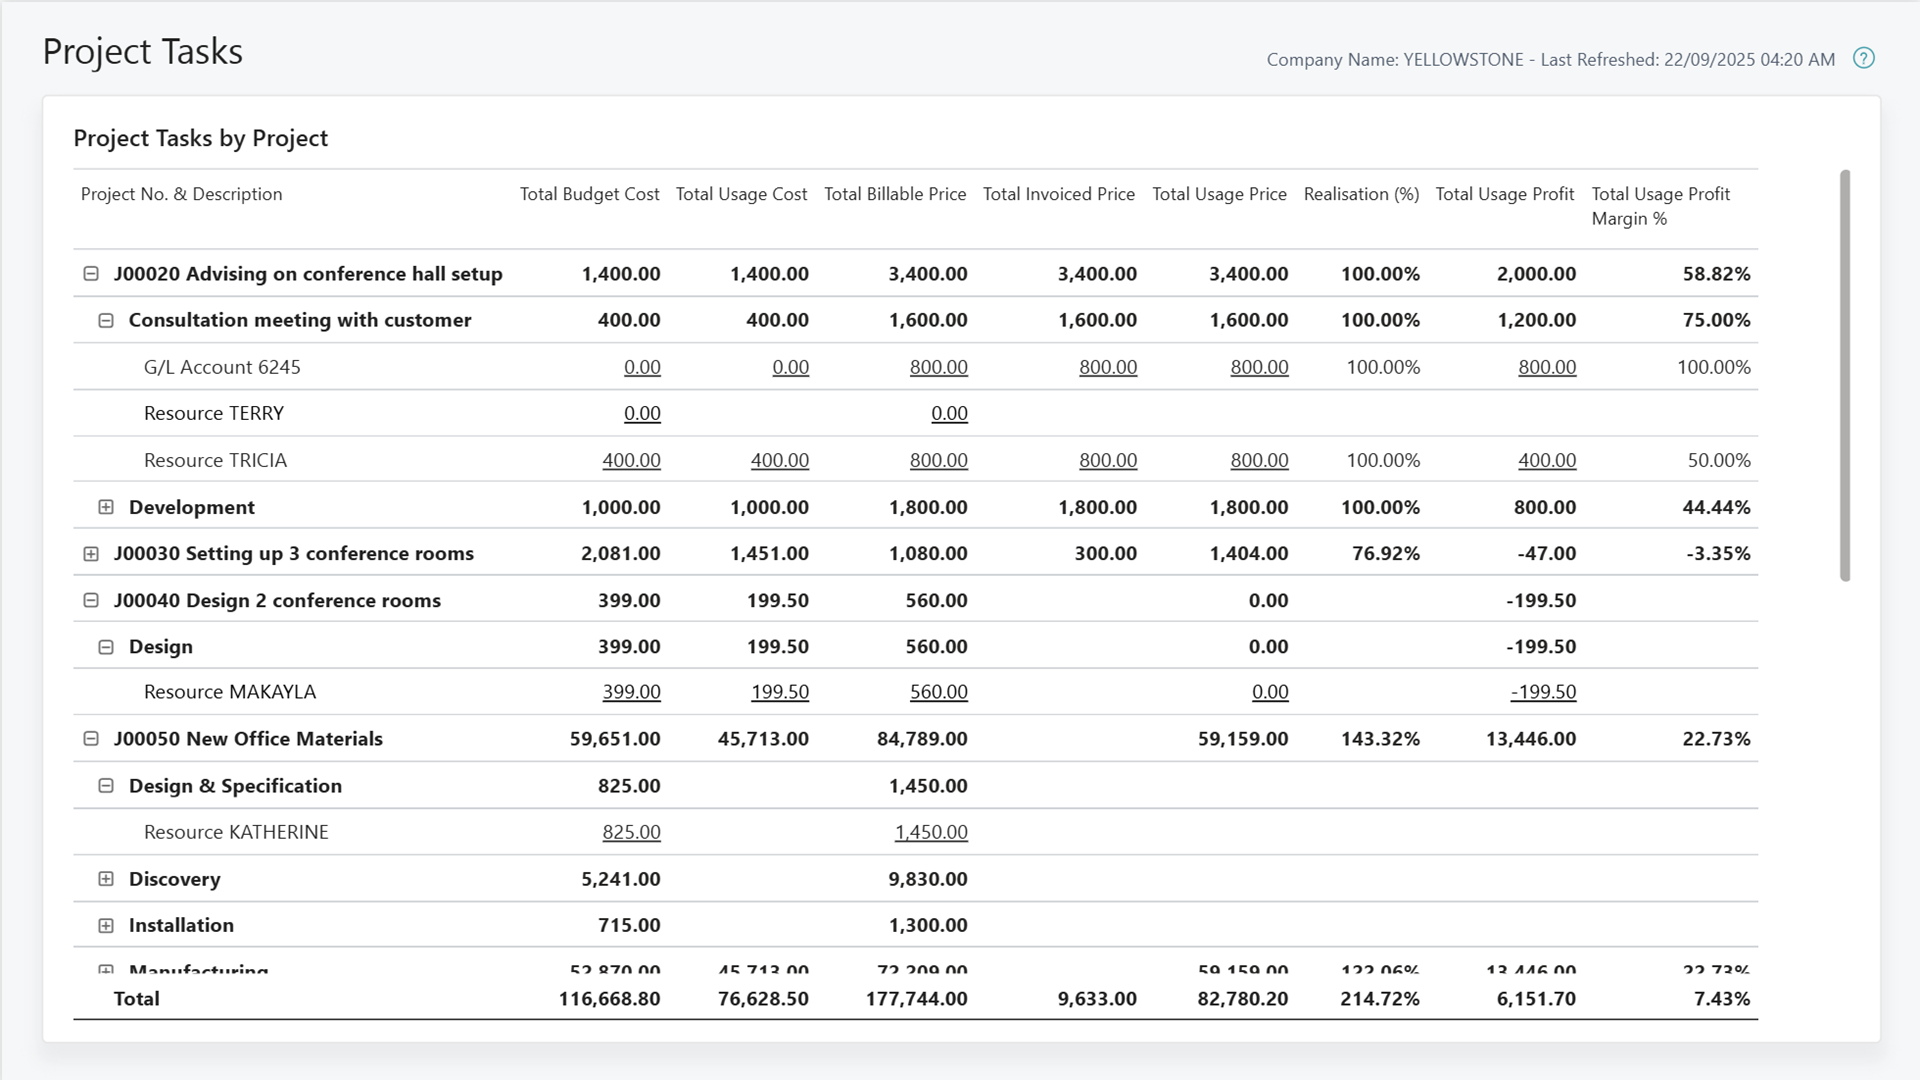 Project Tasks
Company Name: YELLOWSTONE - Last Refreshed: 22/09/2025 04:20 AM ?
Project Tasks by Project
Project No. & Description Total Budget Cost Total Usage Cost Total Billable Price Total Invoiced Price Total Usage Price Realisation (%) Total Usage Profit Total Usage Profit Margin %
J00020 Advising on conference hall setup 1,400.00 1,400.00 3,400.00 3,400.00 3,400.00 100.00% 2,000.00 58.82%
Consultation meeting with customer 400.00 400.00 1,600.00 1,600.00 1,600.00 100.00% 1,200.00 75.00%
G/L Account 6245 0.00 0.00 800.00 800.00 800.00 100.00% 800.00 100.00%
Resource TERRY 0.00 0.00
Resource TRICIA 400.00 400.00 800.00 800.00 800.00 100.00% 400.00 50.00%
Development 1,000.00 1,000.00 1,800.00 1,800.00 1,800.00 100.00% 800.00 44.44%
J00030 Setting up 3 conference rooms 2,081.00 1,451.00 1,080.00 300.00 1,404.00 76.92% -47.00 -3.35%
J00040 Design 2 conference rooms 399.00 199.50 560.00 0.00 -199.50
Design 399.00 199.50 560.00 0.00 -199.50
Resource MAKAYLA 399.00 199.50 560.00 0.00 -199.50
J00050 New Office Materials 59,651.00 45,713.00 84,789.00 59,159.00 143.32% 13,446.00 22.73%
Design & Specification 825.00 1,450.00
Resource KATHERINE 825.00 1,450.00
Discovery 5,241.00 9,830.00
Installation 715.00 1,300.00
Manufacturing 52,870.00 45,713.00 72,209.00 59,159.00 122.06% 13,446.00 22.73%
Total 116,668.80 76,628.50 177,744.00 9,633.00 82,780.20 214.72% 6,151.70 7.43%